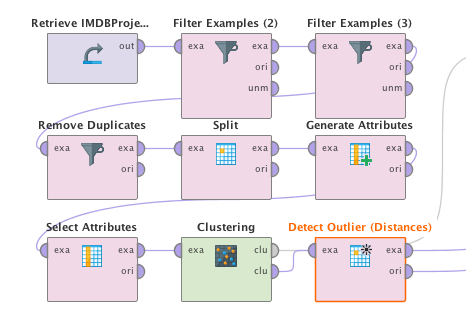 Retrieve IMDBProje... Filter Examples (2) Filter Examples (3)
out exa exa exa exa
ori ori
unm unm
Remove Duplicates Split Generate Attributes
exa exa exa exa exa exa
ori ori ori
Select Attributes Clustering Detect Outlier (Distances)
exa exa exa clu exa exa
ori clu ori